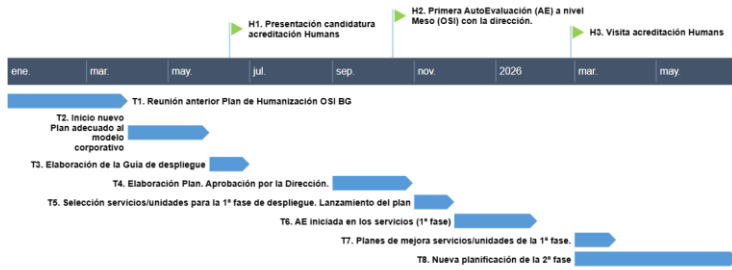 H2. Primera AutoEvaluación (AE) a nivel
Meso (OSI) con la dirección.
H1. Presentación candidatura
acreditación Humans
H3. Visita acreditación Humans
ene. mar. may. jul. sep. nov. 2026 mar. may.
T1. Reunión anterior Plan de Humanización OSI BG
T2. Inicio nuevo
Plan adecuado al
modelo
corporativo
T3. Elaboración de la Guía de despliegue
T4. Elaboración Plan. Aprobación por la Dirección.
T5. Selección servicios/unidades para la 1ª fase de despliegue. Lanzamiento del plan
T6. AE iniciada en los servicios (1ª fase)
T7. Planes de mejora servicios/unidades de la 1ª fase.
T8. Nueva planificación de la 2ª fase